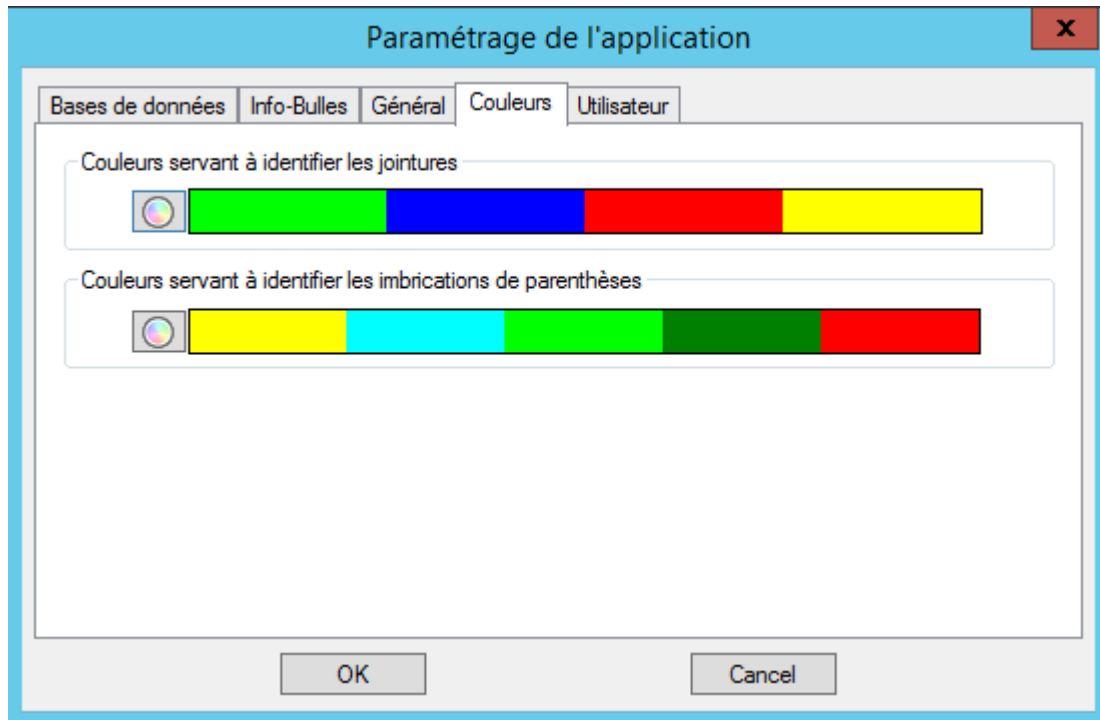 Paramétrage de l'application
x
Bases de données Info-Bulles Général Couleurs Utilisateur
Couleurs servant à identifier les jointures
Couleurs servant à identifier les imbrications de parenthèses
OK Cancel